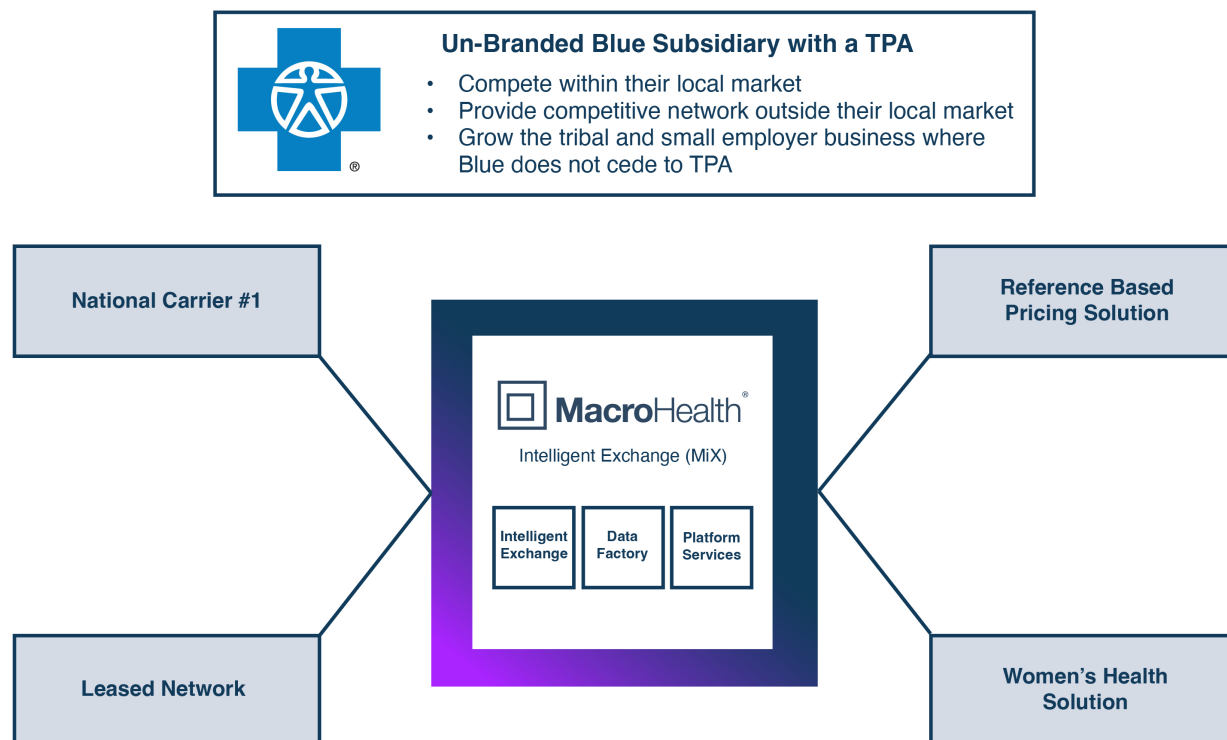 Un-Branded Blue Subsidiary with a TPA
• Compete within their local market
• Provide competitive network outside their local market
• Grow the tribal and small employer business where
Blue does not cede to TPA
®
National Carrier #1
Reference Based
Pricing Solution
MacroHealth®
Intelligent Exchange (MiX)
Intelligent
Exchange
Data
Factory
Platform
Services
Leased Network
Women’s Health
Solution